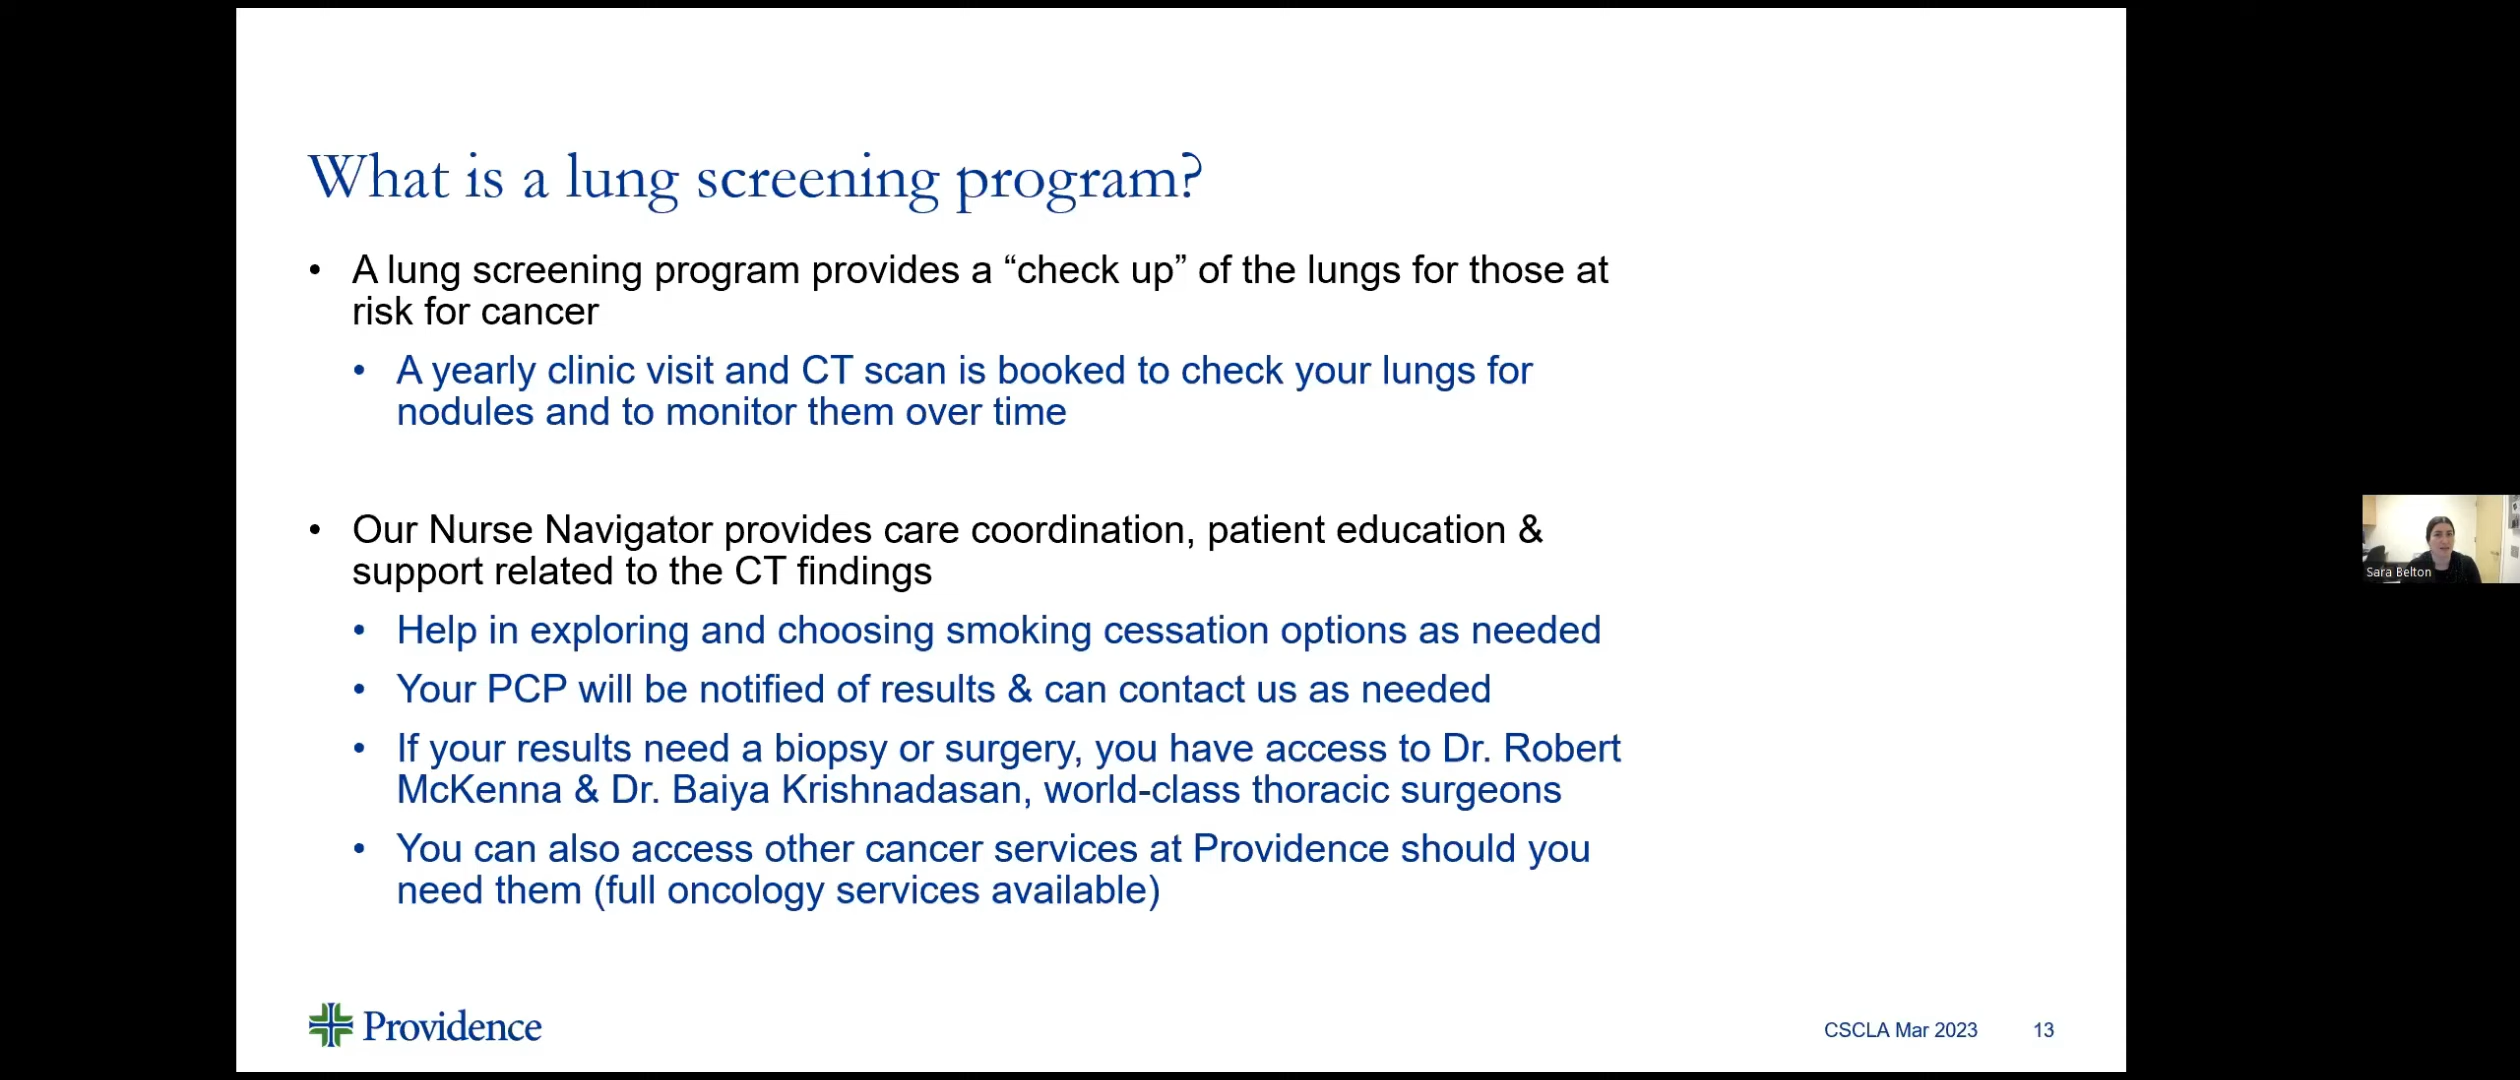 What is a lung screening program?
• A lung screening program provides a “check up” of the lungs for those at
risk for cancer
• A yearly clinic visit and CT scan is booked to check your lungs for
nodules and to monitor them over time
• Our Nurse Navigator provides care coordination, patient education &
support related to the CT findings
• Help in exploring and choosing smoking cessation options as needed
• Your PCP will be notified of results & can contact us as needed
• If your results need a biopsy or surgery, you have access to Dr. Robert
McKenna & Dr. Baiya Krishnadasan, world-class thoracic surgeons
• You can also access other cancer services at Providence should you
need them (full oncology services available)
Providence
CSCLA Mar 2023 13
Sara Belton